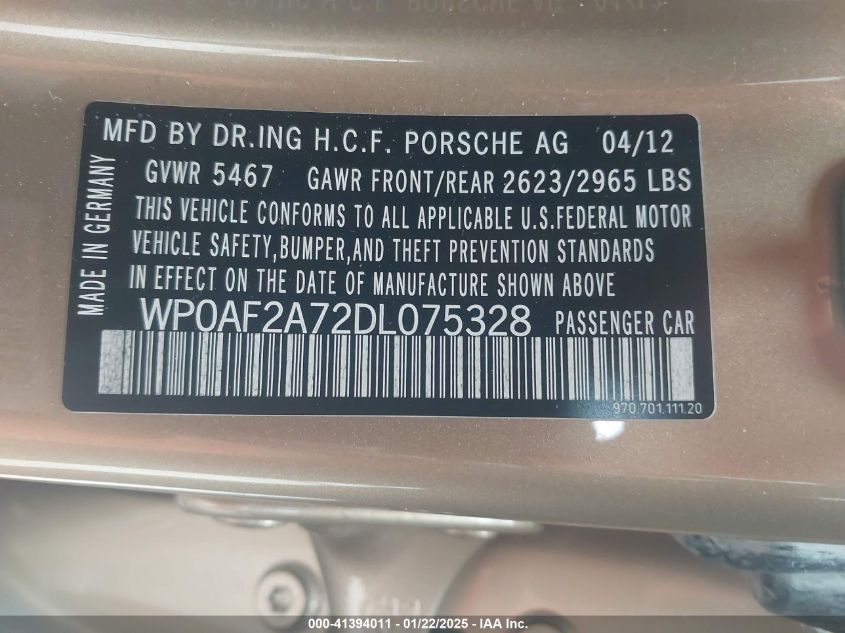 MFD BY DR.ING H.C.F. PORSCHE AG 04/12
GVWR 5467 GAWR FRONT/REAR 2623/2965 LBS
THIS VEHICLE CONFORMS TO ALL APPLICABLE U.S.FEDERAL MOTOR
VEHICLE SAFETY,BUMPER,AND THEFT PREVENTION STANDARDS
IN EFFECT ON THE DATE OF MANUFACTURE SHOWN ABOVE.
WP0AF2A72DL075328 PASSENGER CAR
MADE IN GERMANY
970.701.111.20
000-41394011 - 01/22/2025 - IAA Inc.